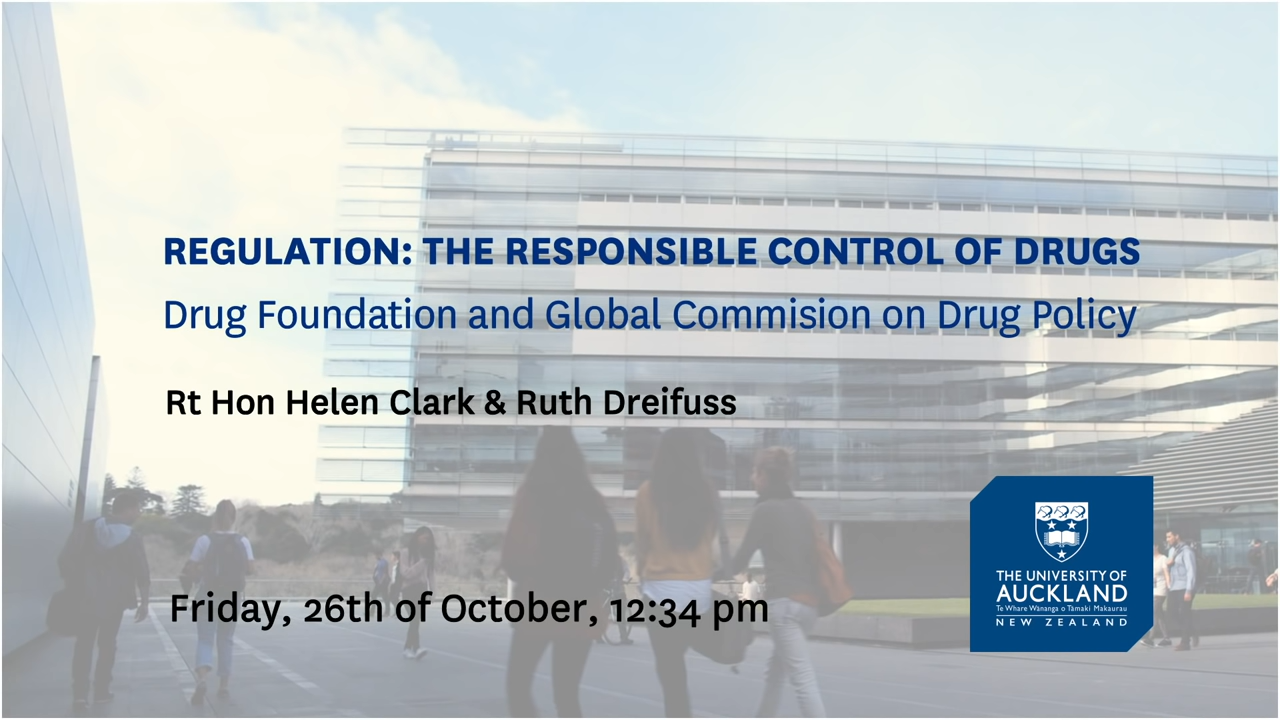 REGULATION: THE RESPONSIBLE CONTROL OF DRUGS
Drug Foundation and Global Commision on Drug Policy
Rt Hon Helen Clark & Ruth Dreifuss
Friday, 26th of October, 12:34 pm
THE UNIVERSITY OF
AUCKLAND
Te Whare Wānanga o Tāmaki Makaurau
NEW ZEALAND